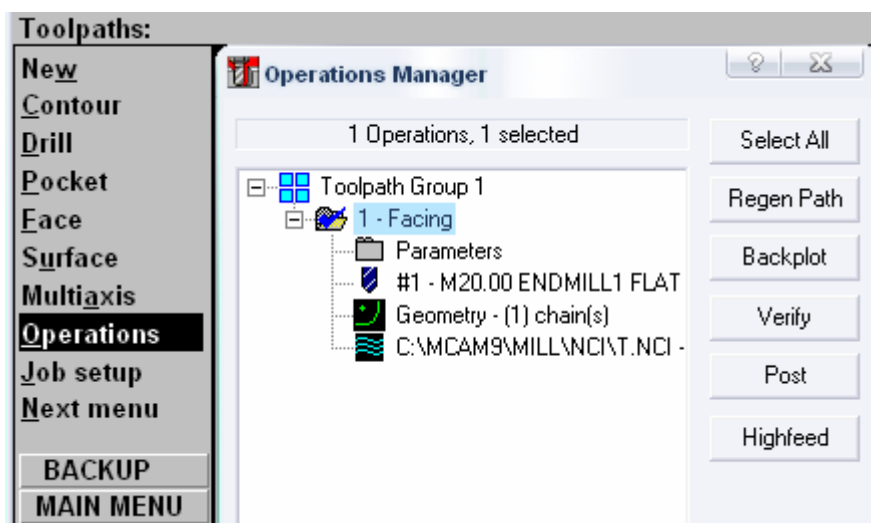 Toolpaths:
New
Contour
Drill
Pocket
Face
Surface
Multiaxis
Operations
Job setup
Next menu
BACKUP
MAIN MENU
Operations Manager
?
1 Operations, 1 selected
Toolpath Group 1
1 - Facing
Parameters
#1 - M20.00 ENDMILL1 FLAT
Geometry - (1) chain(s)
C:\MCAM9\MILL\NCI\T.NCI -
Select All
Regen Path
Backplot
Verify
Post
Highfeed